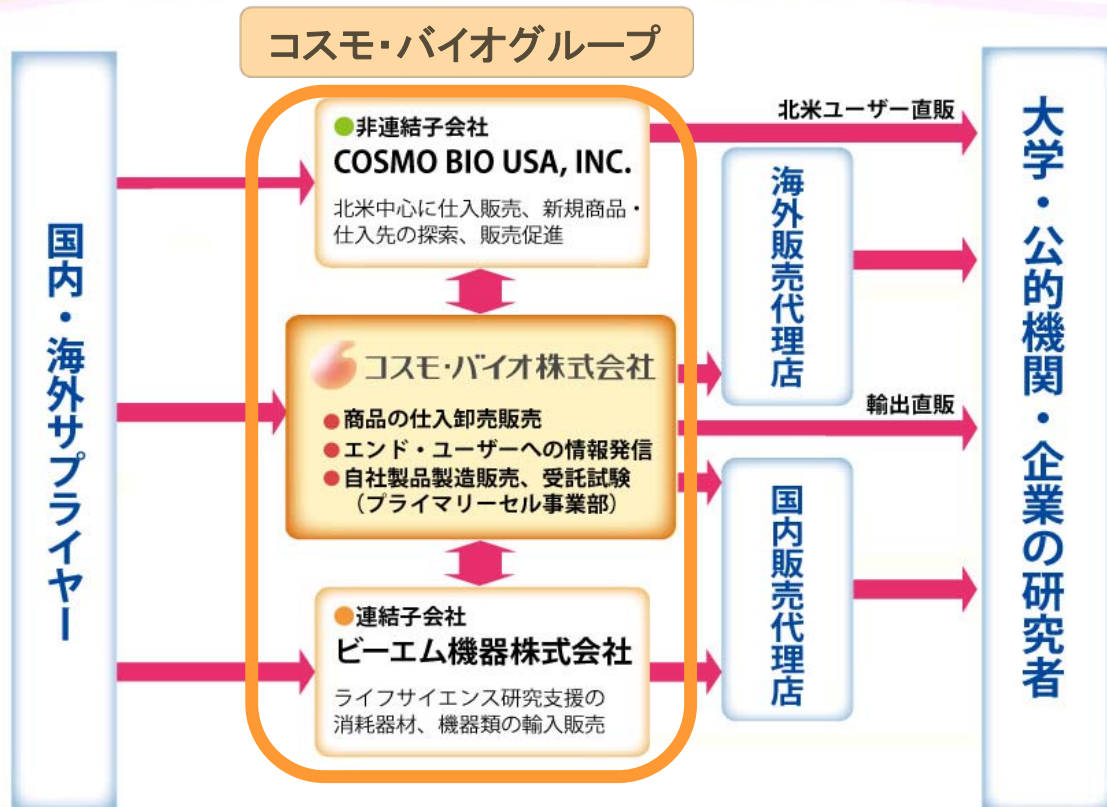 コスモ・バイオグループ
国内・海外サプライヤー
●非連結子会社
COSMO BIO USA, INC.
北米中心に仕入販売、新規商品・
仕入先の探索、販売促進
コスモ・バイオ株式会社
●商品の仕入卸売販売
●エンド・ユーザーへの情報発信
●自社製品製造販売、受託試験
(プライマリーセル事業部)
●連結子会社
ビーエム機器株式会社
ライフサイエンス研究支援の
消耗器材、機器類の輸入販売
北米ユーザー直販
海外販売代理店
輸出直販
国内販売代理店
大学・公的機関・企業の研究者